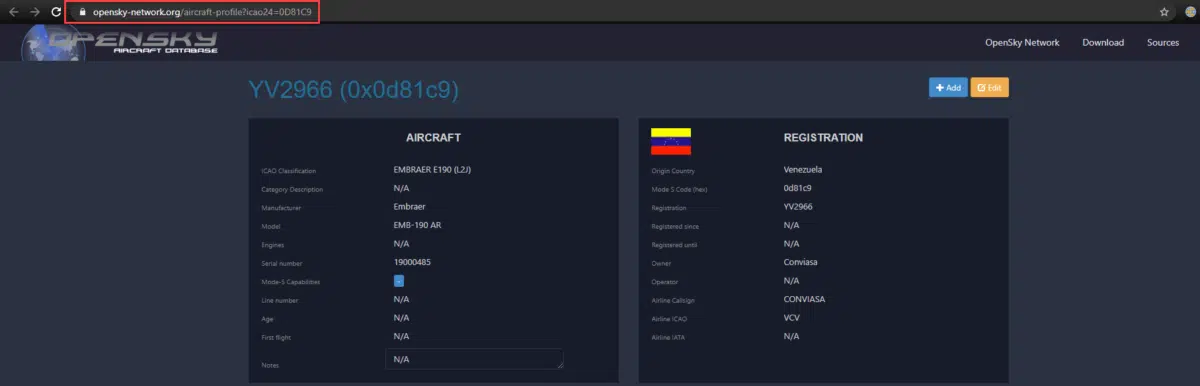 opensky-network.org/aircraft-profile?icao24=0D81C9
OPENSKY
AIRCRAFT DATABASE
OpenSky Network Download Sources
YV2966 (0x0d81c9)
Add Edit
AIRCRAFT
ICAO Classification EMBRAER E190 (L2J)
Category Description N/A
Manufacturer Embraer
Model EMB-190 AR
Engines N/A
Serial number 19000485
Mode-S Capabilities -
Line number N/A
Age N/A
First flight N/A
Notes N/A
REGISTRATION
Origin Country Venezuela
Mode S Code (hex) 0d81c9
Registration YV2966
Registered since N/A
Registered until N/A
Owner Conviasa
Operator N/A
Airline Callsign CONVIASA
Airline ICAO VCV
Airline IATA N/A